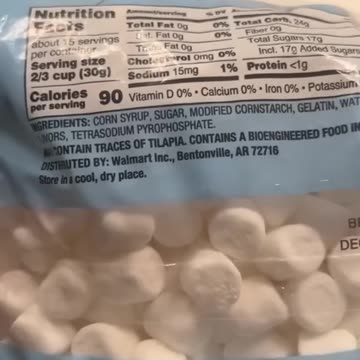 Nutrition
Facts
about 15 servings
per container
Serving size
2/3 cup (30g)
Calories
per serving 90
Amount/serving % DV
Total Fat 0g 0%
Sat. Fat 0g 0%
Trans Fat 0g
Cholesterol 0mg 0%
Sodium 15mg 1%
Total Carb. 24g
Fiber 0g
Total Sugars 17g
Incl. 17g Added Sugars
Protein <1g
Vitamin D 0% • Calcium 0% • Iron 0% • Potassium
INGREDIENTS: CORN SYRUP, SUGAR, MODIFIED CORNSTARCH, GELATIN,
TETRASODIUM PYROPHOSPHATE.
CONTAIN TRACES OF TILAPIA. CONTAINS A BIOENGINEERED FOOD
DISTRIBUTED BY: Walmart Inc., Bentonville, AR 72716
Store in a cool, dry place.